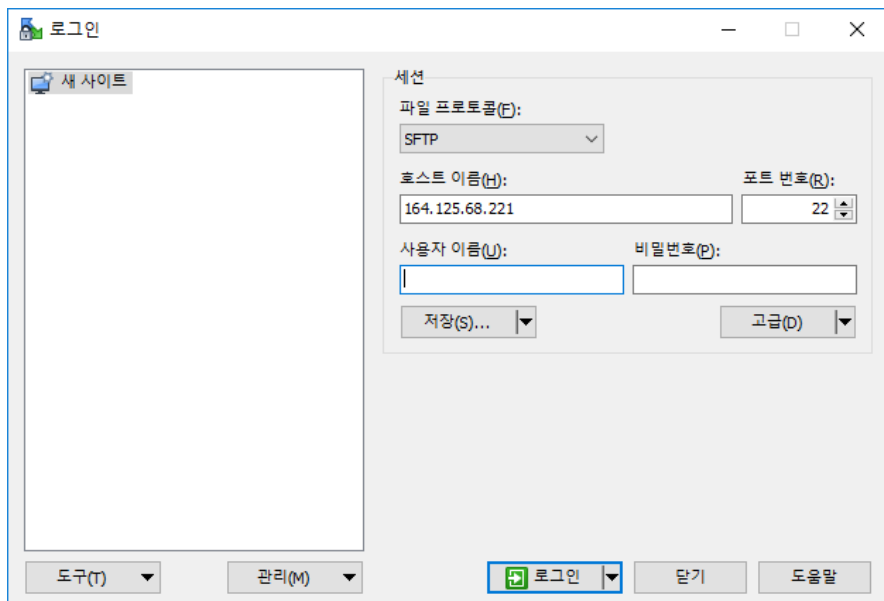 로그인
새 사이트
세션
파일 프로토콜(F):
SFTP
호스트 이름(H): 포트 번호(R):
164.125.68.221 22
사용자 이름(U): 비밀번호(P):
저장(S)... 고급(D)
도구(T) 관리(M) 로그인 닫기 도움말